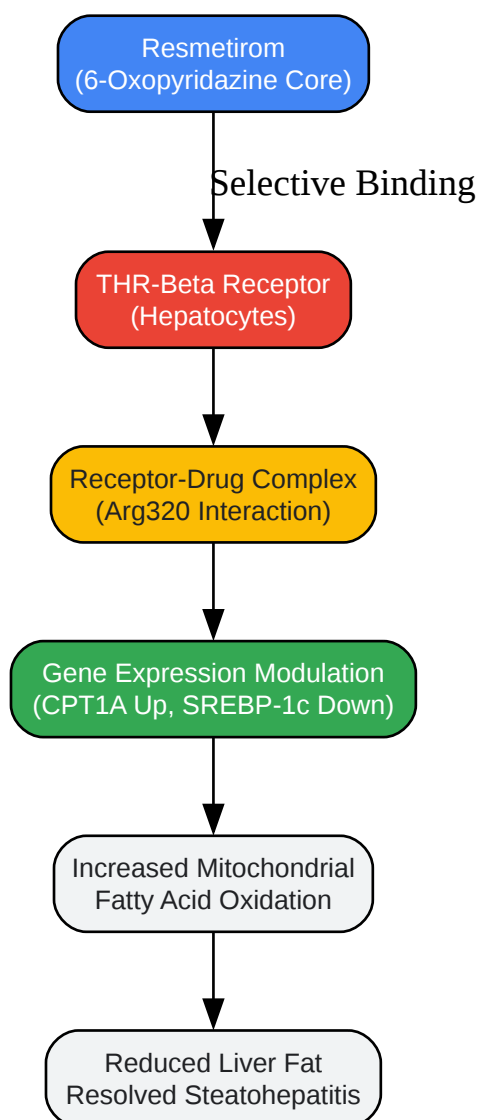 Resmetirom
(6-Oxopyridazine Core)
Selective Binding
THR-Beta Receptor
(Hepatocytes)
Receptor-Drug Complex
(Arg320 Interaction)
Gene Expression Modulation
(CPT1A Up, SREBP-1c Down)
Increased Mitochondrial
Fatty Acid Oxidation
Reduced Liver Fat
Resolved Steatohepatitis